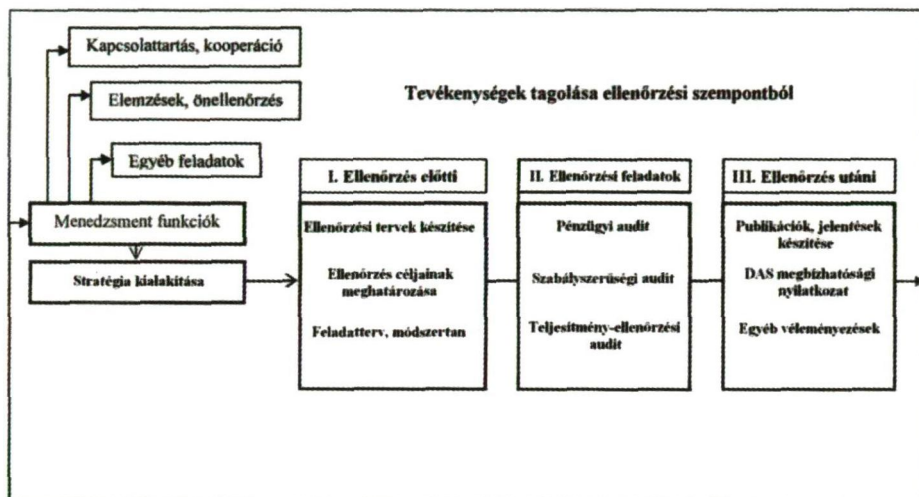 Kapcsolattartás, kooperáció
Elemzések, önellenőrzés
Tevékenységek tagolása ellenőrzési szempontból
Egyéb feladatok
Menedzsment funkciók
Stratégia kialakítása
I. Ellenőrzés előtti
Ellenőrzési tervek készítése
Ellenőrzés céljainak
meghatározása
Feladatterv, módszertan
II. Ellenőrzési feladatok
Pénzügyi audit
Szabályszerűségi audit
Teljesítmény-ellenőrzési
audit
III. Ellenőrzés utáni
Publikációk, jelentések
készítése
DAS megbízhatósági
nyilatkozat
Egyéb véleményezések